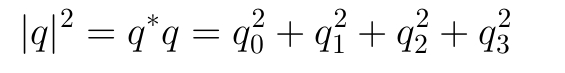 |q|² = q*q = q₀² + q₁² + q₂² + q₃²